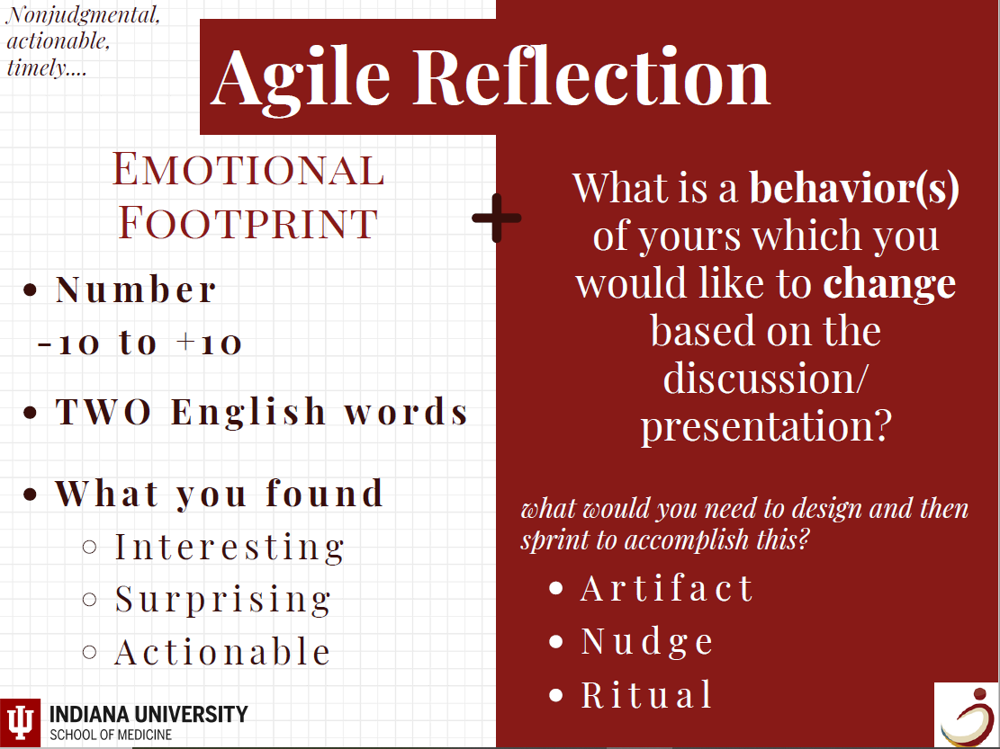 Nonjudgmental,
actionable,
timely....
Agile Reflection
EMOTIONAL
FOOTPRINT
+
• Number
-10 to +10
• TWO English words
• What you found
○ Interesting
○ Surprising
○ Actionable
What is a behavior(s)
of yours which you
would like to change
based on the
discussion/
presentation?
what would you need to design and then
sprint to accomplish this?
• Artifact
• Nudge
• Ritual
INDIANA UNIVERSITY
SCHOOL OF MEDICINE